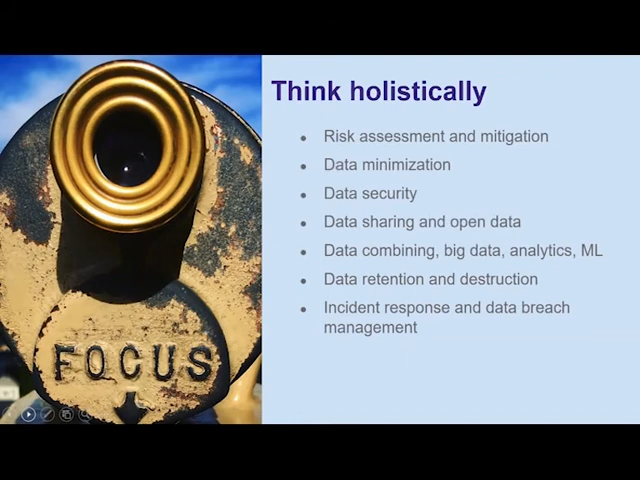 Think holistically
• Risk assessment and mitigation
• Data minimization
• Data security
• Data sharing and open data
• Data combining, big data, analytics, ML
• Data retention and destruction
• Incident response and data breach
management
FOCUS